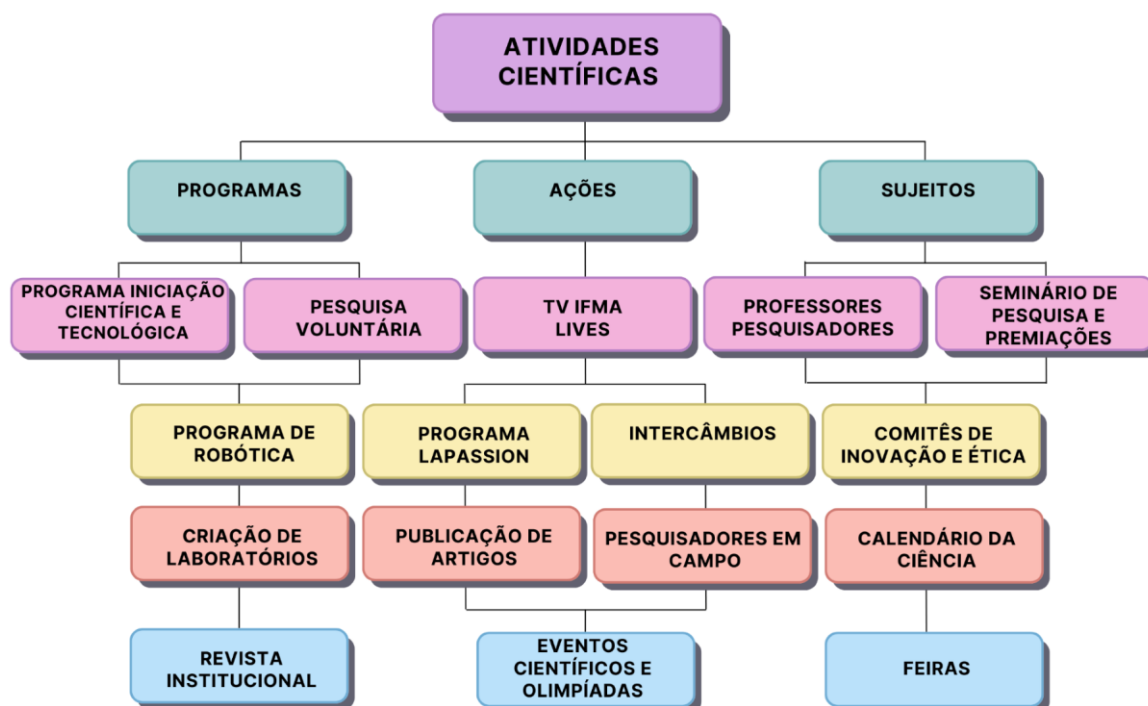 ATIVIDADES
CIENTÍFICAS
PROGRAMAS
AÇÕES
SUJEITOS
PROGRAMA INICIAÇÃO
CIENTÍFICA E
TECNOLÓGICA
PESQUISA
VOLUNTÁRIA
TV IFMA
LIVES
PROFESSORES
PESQUISADORES
SEMINÁRIO DE
PESQUISA E
PREMIAÇÕES
PROGRAMA DE
ROBÓTICA
PROGRAMA
LAPASSION
INTERCÂMBIOS
COMITÊS DE
INOVAÇÃO E ÉTICA
CRIAÇÃO DE
LABORATÓRIOS
PUBLICAÇÃO DE
ARTIGOS
PESQUISADORES EM
CAMPO
CALENDÁRIO DA
CIÊNCIA
REVISTA
INSTITUCIONAL
EVENTOS
CIENTÍFICOS E
OLIMPÍADAS
FEIRAS